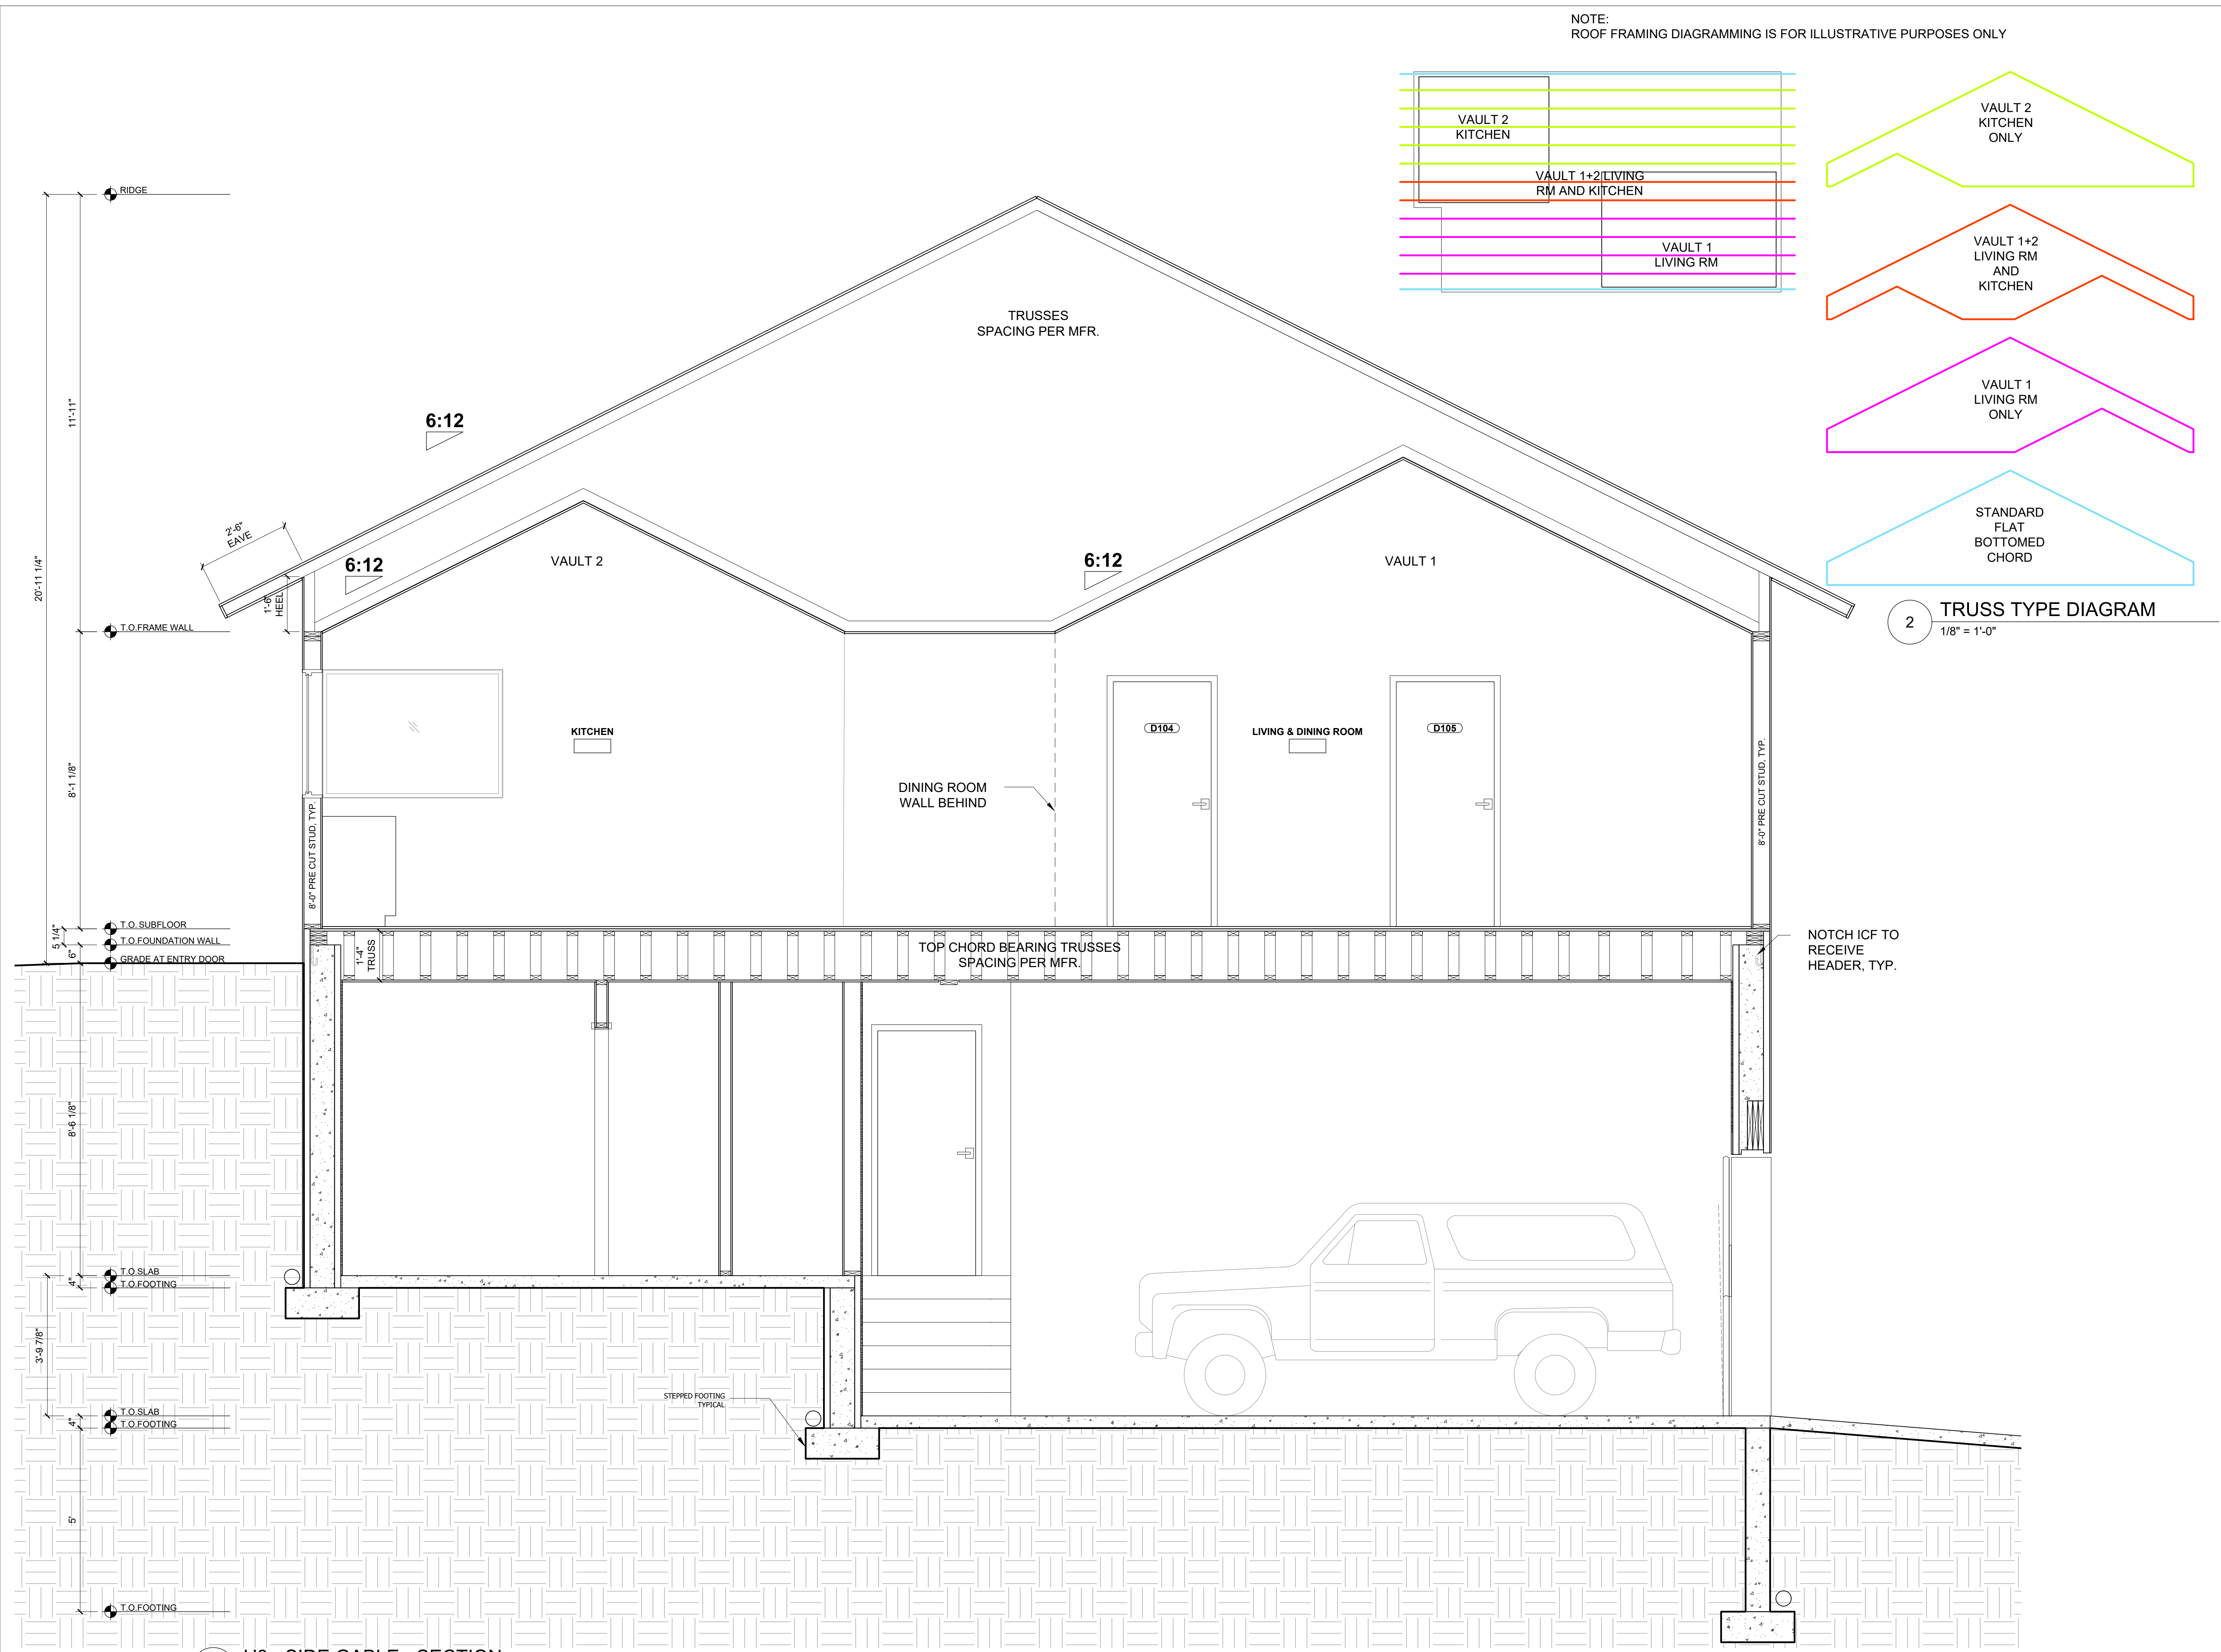 NOTE:
ROOF FRAMING DIAGRAMMING IS FOR ILLUSTRATIVE PURPOSES ONLY
VAULT 2
KITCHEN
VAULT 1+2 LIVING
RM AND KITCHEN
VAULT 1
LIVING RM
VAULT 2
KITCHEN
ONLY
VAULT 1+2
LIVING RM
AND
KITCHEN
VAULT 1
LIVING RM
ONLY
STANDARD
FLAT
BOTTOMED
CHORD
2
TRUSS TYPE DIAGRAM
1/8" = 1'-0"
RIDGE
TRUSSES
SPACING PER MFR.
11'-11"
6:12
2'-6"
EAVE
20'-11 1/4"
6:12
VAULT 2
6:12
VAULT 1
1'-6"
HEEL
T.O.FRAME WALL
8'-1 1/8"
KITCHEN
D104
LIVING & DINING ROOM
D105
DINING ROOM
WALL BEHIND
8'-0" PRE CUT STUD, TYP.
8'-0" PRE CUT STUD, TYP.
5 1/4"
T.O. SUBFLOOR
T.O.FOUNDATION WALL
6"
GRADE AT ENTRY DOOR
1'-4"
TRUSS
TOP CHORD BEARING TRUSSES
SPACING PER MFR.
NOTCH ICF TO
RECEIVE
HEADER, TYP.
8'-6 1/8"
T.O.SLAB
4"
T.O.FOOTING
3'-9 7/8"
STEPPED FOOTING
TYPICAL
T.O.SLAB
4"
T.O.FOOTING
5'
T.O.FOOTING